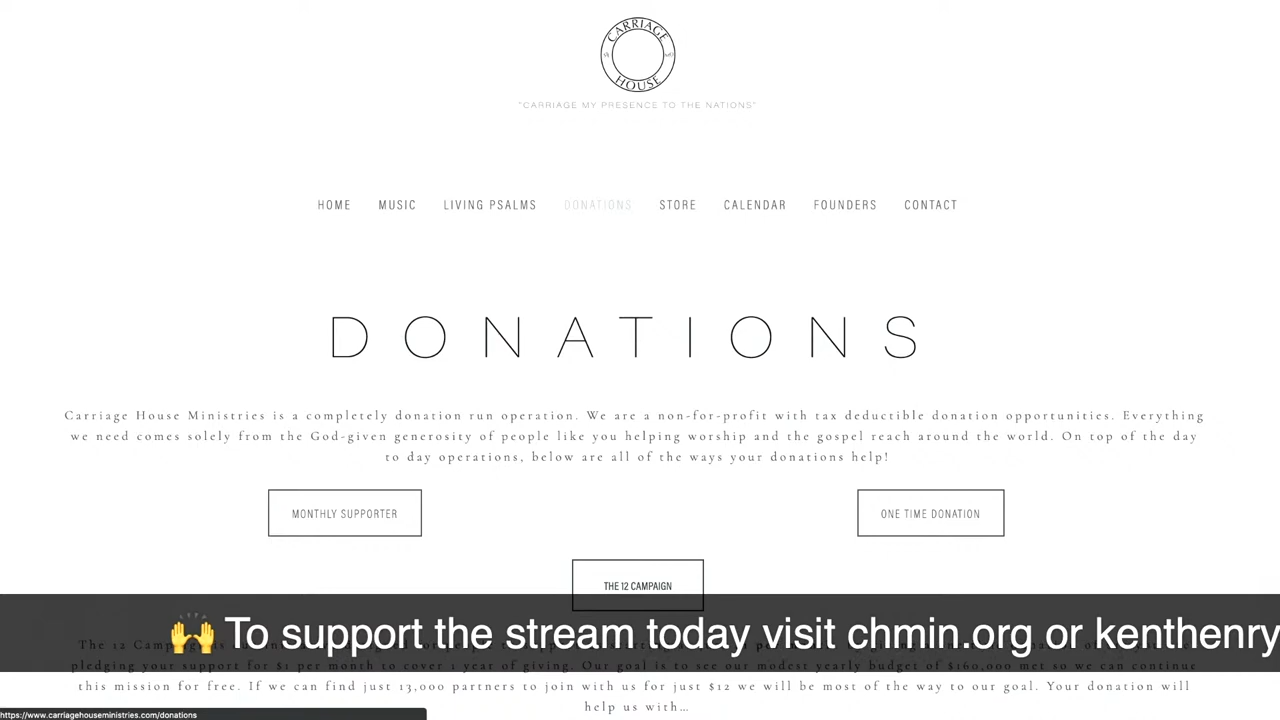 CARRIAGE
HOUSE
"CARRIAGE MY PRESENCE TO THE NATIONS"
HOME MUSIC LIVING PSALMS DONATIONS STORE CALENDAR FOUNDERS CONTACT
DONATIONS
Carriage House Ministries is a completely donation run operation. We are a non-for-profit with tax deductible donation opportunities. Everything
we need comes solely from the God-given generosity of people like you helping worship and the gospel reach around the world. On top of the day
to day operations, below are all of the ways your donations help!
MONTHLY SUPPORTER
ONE TIME DONATION
THE 12 CAMPAIGN
🙌 To support the stream today visit chmin.org or kenthenry
The 12 Campaign
pledging your support for $1 per month to cover 1 year of giving. Our goal is to see our modest yearly budget of $160,000 met so we can continue
this mission for free. If we can find just 13,000 partners to join with us for just $12 we will be most of the way to our goal. Your donation will
help us with...
https://www.carriagehouseministries.com/donations